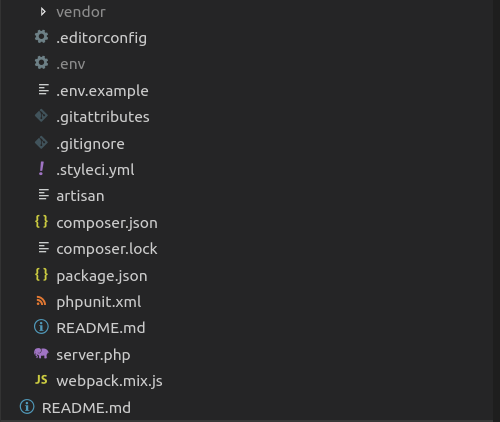 vendor
.editorconfig
.env
.env.example
.gitattributes
.gitignore
.styleci.yml
artisan
composer.json
composer.lock
package.json
phpunit.xml
README.md
server.php
JS webpack.mix.js
README.md